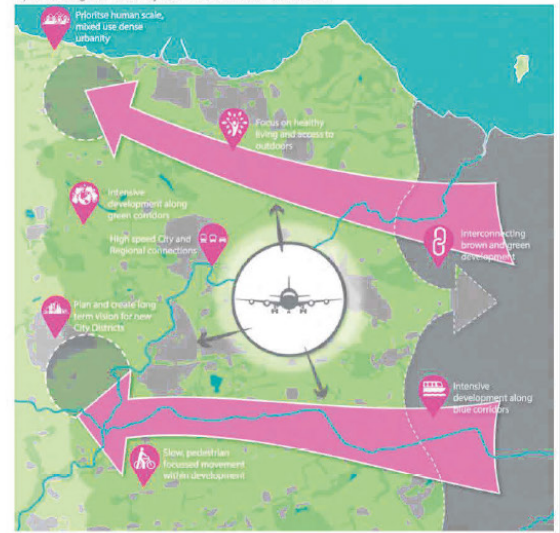 Prioritise human scale,
mixed use dense
urbanity
Focus on healthy
living and access to
outdoors
Intensive
development along
green corridors
High speed City and
Regional connections
Interconnecting
brown and green
development
Plan and create long
term vision for new
City Districts
Intensive
development along
blue corridors
Slow, pedestrian
focussed movement
within development